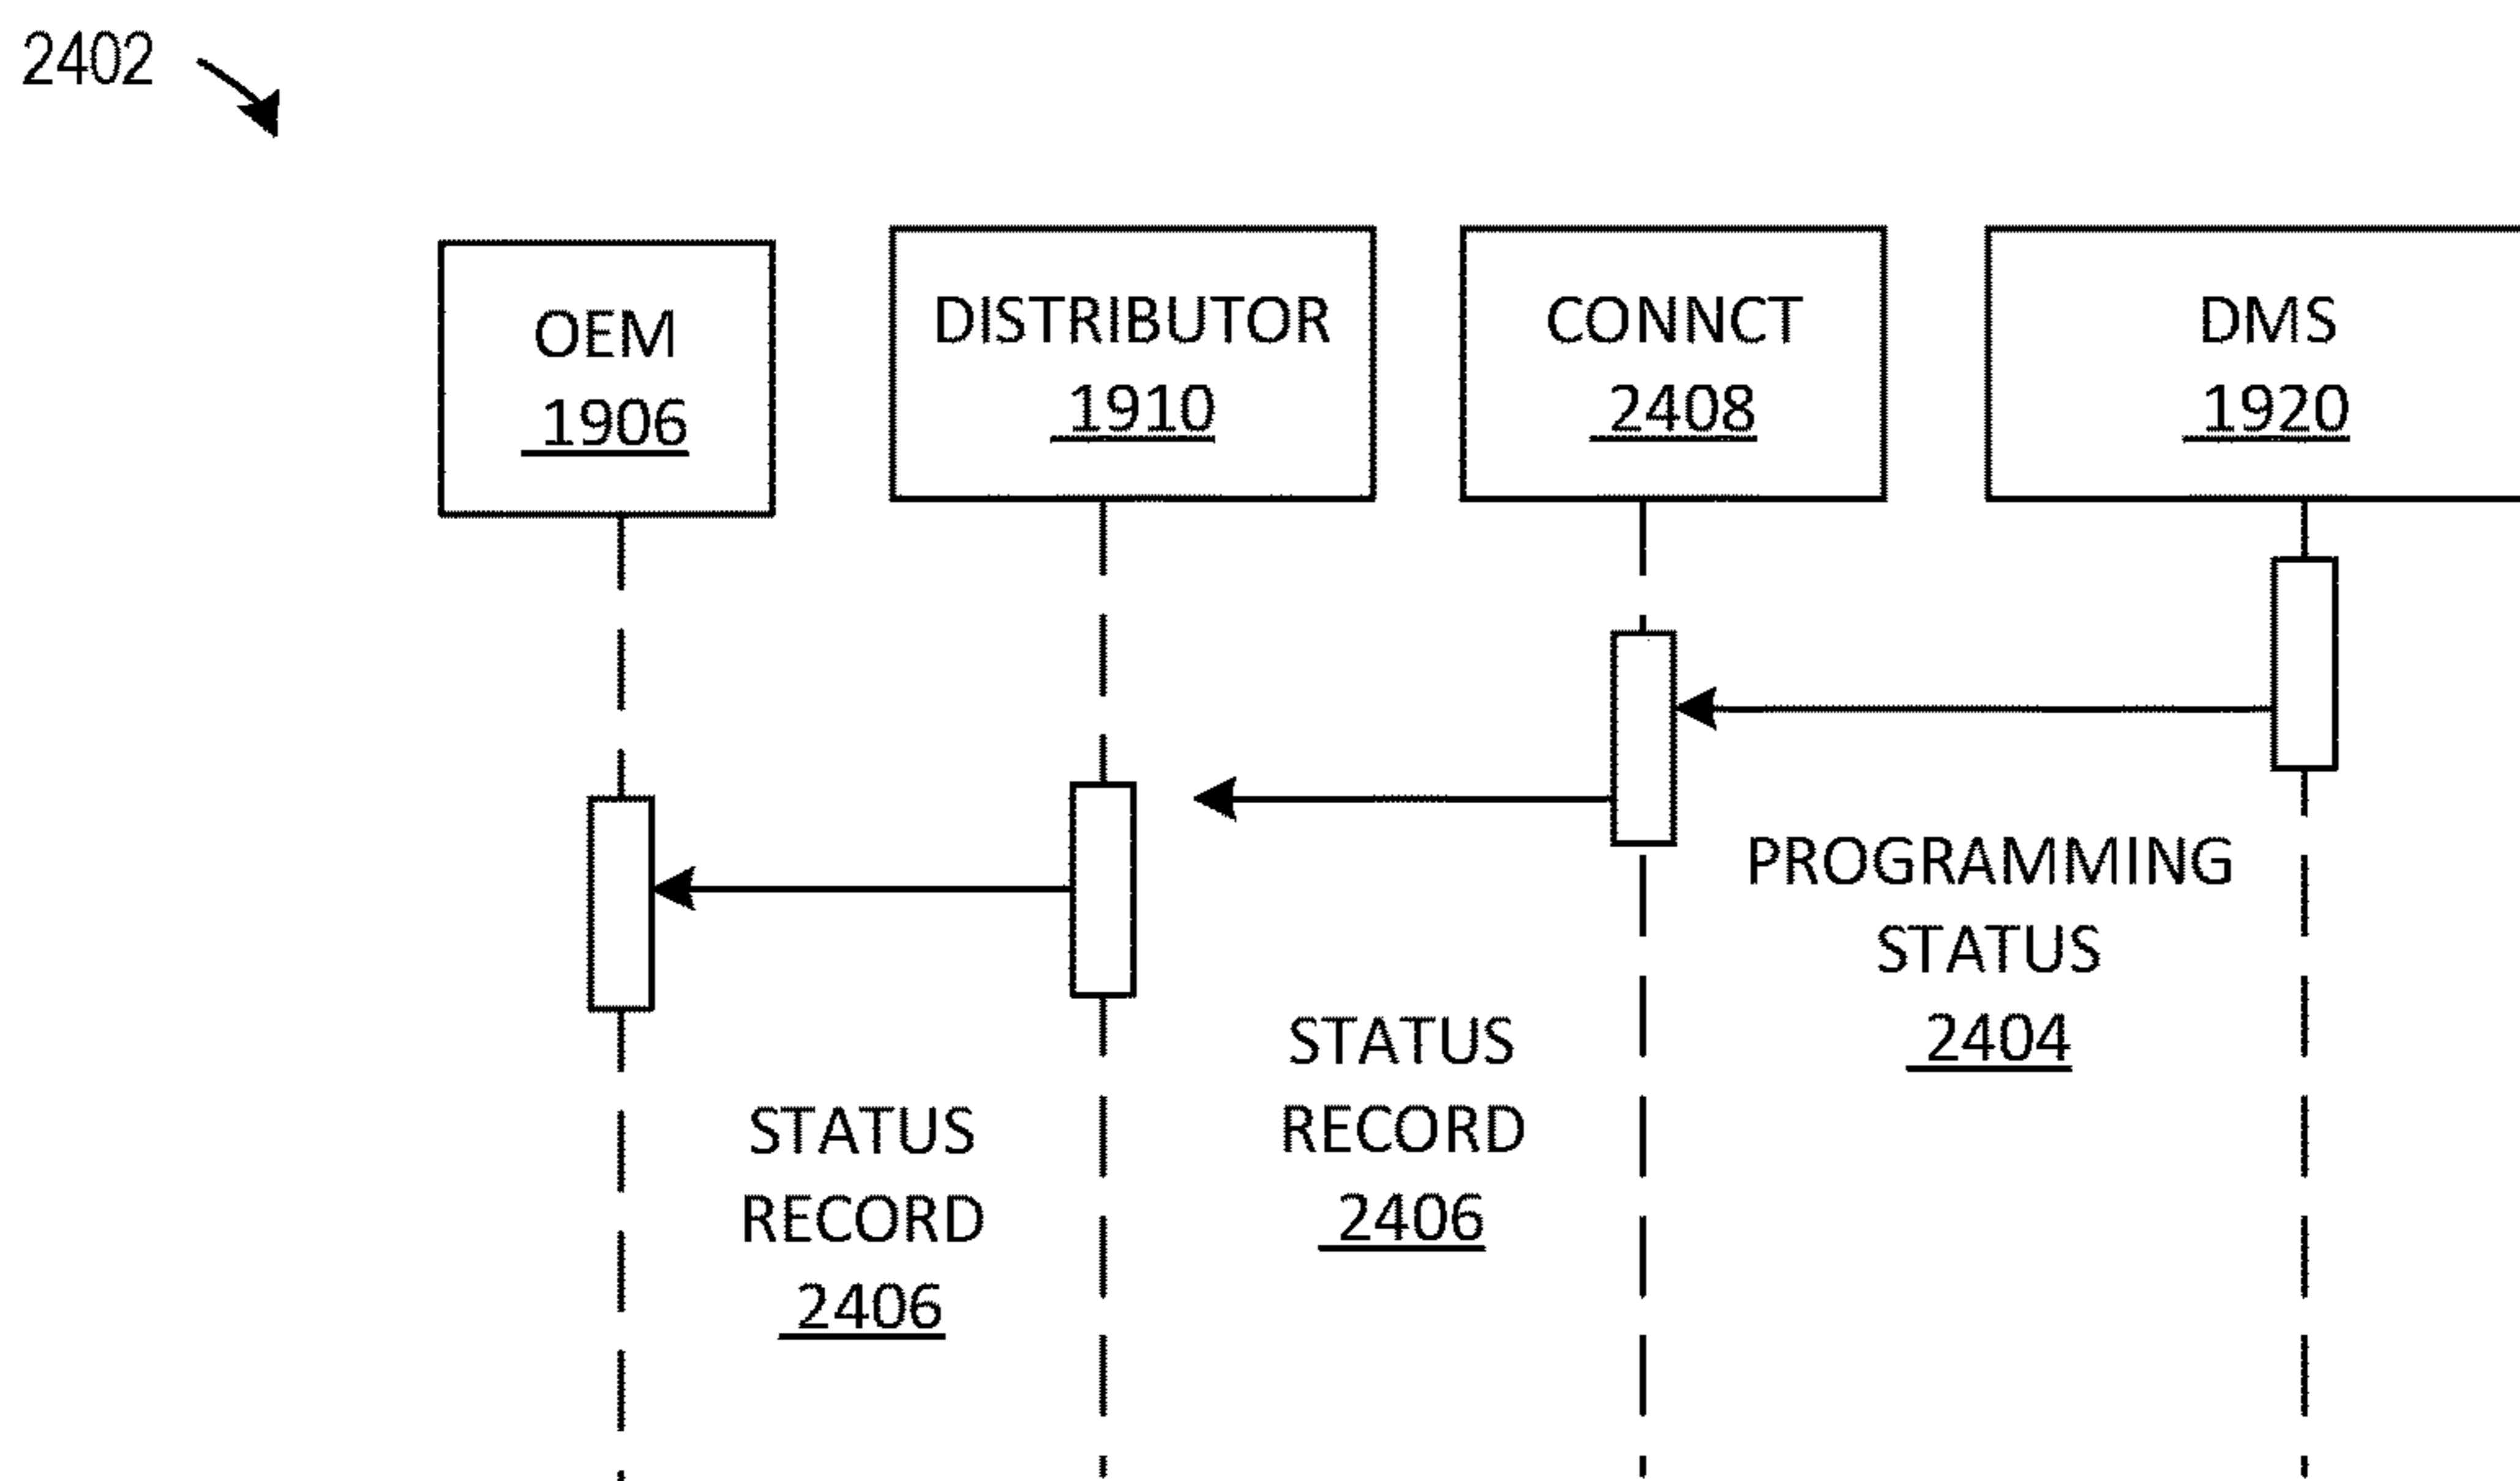 2402
OEM
1906
DISTRIBUTOR
1910
CONNCT
2408
DMS
1920
PROGRAMMING
STATUS
2404
STATUS
RECORD
2406
STATUS
RECORD
2406